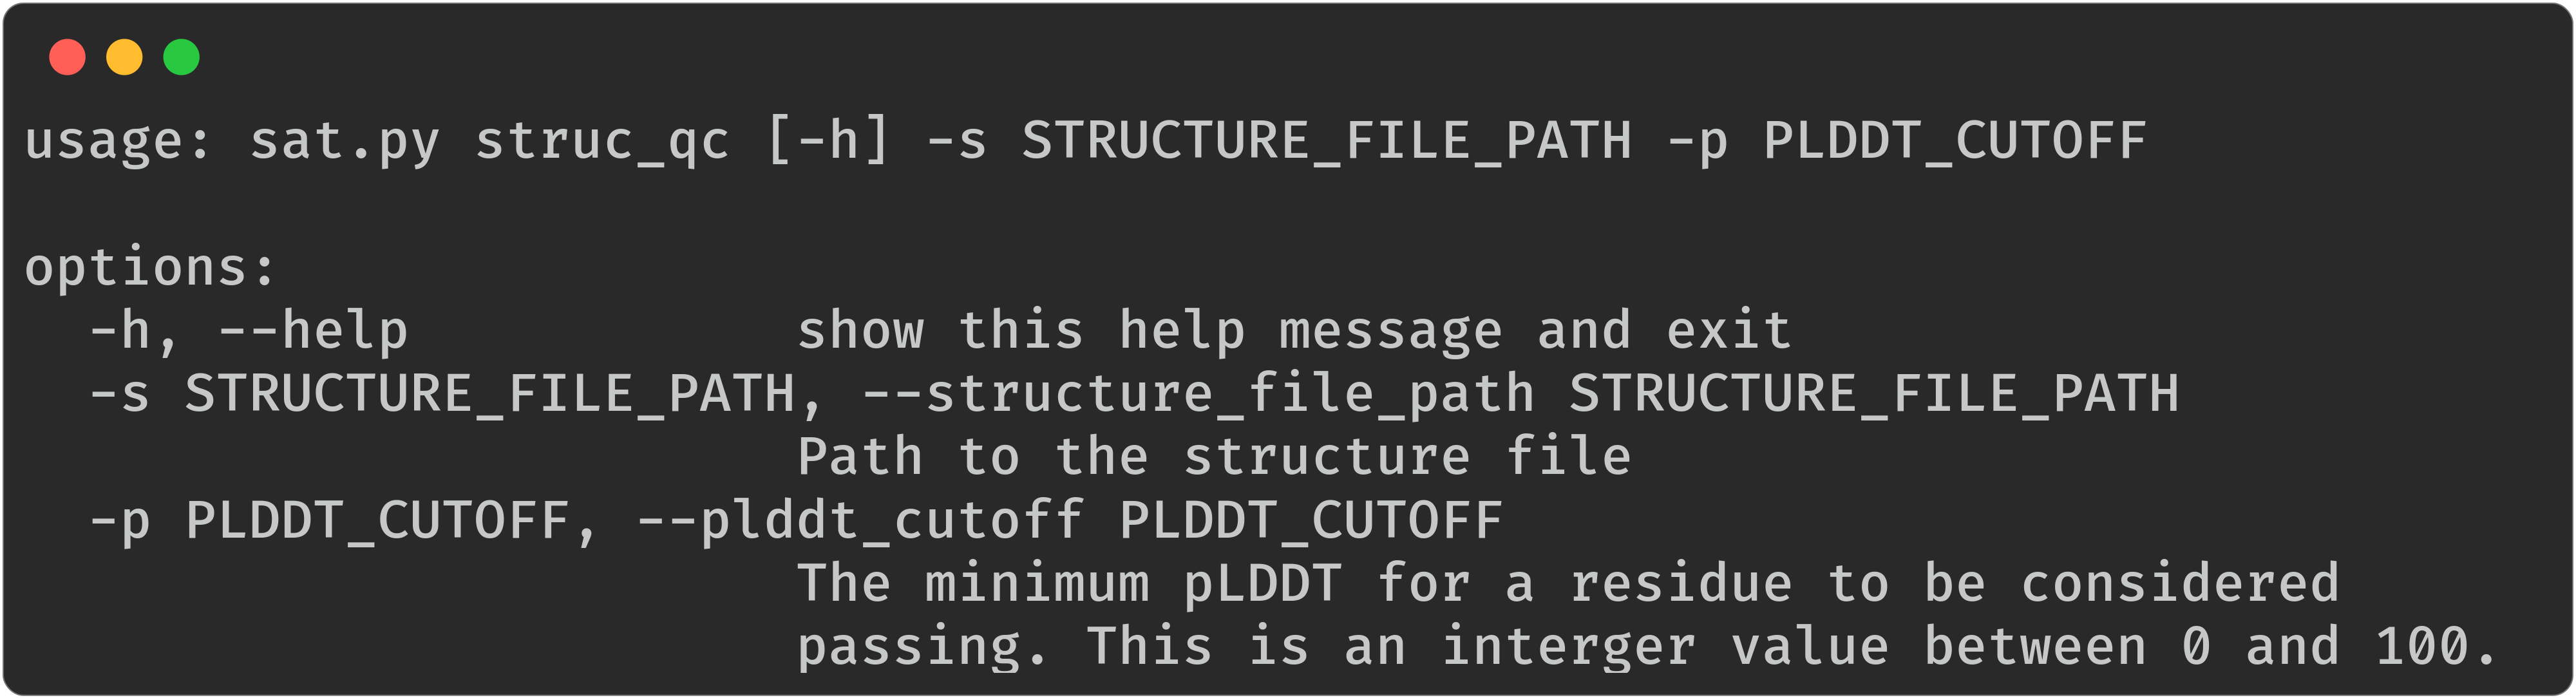 usage: sat.py struc_qc [-h] -s STRUCTURE_FILE_PATH -p PLDDT_CUTOFF
options:
-h, --help show this help message and exit
-s STRUCTURE_FILE_PATH, --structure_file_path STRUCTURE_FILE_PATH
Path to the structure file
-p PLDDT_CUTOFF, --plddt_cutoff PLDDT_CUTOFF
The minimum pLDDT for a residue to be considered
passing. This is an interger value between 0 and 100.